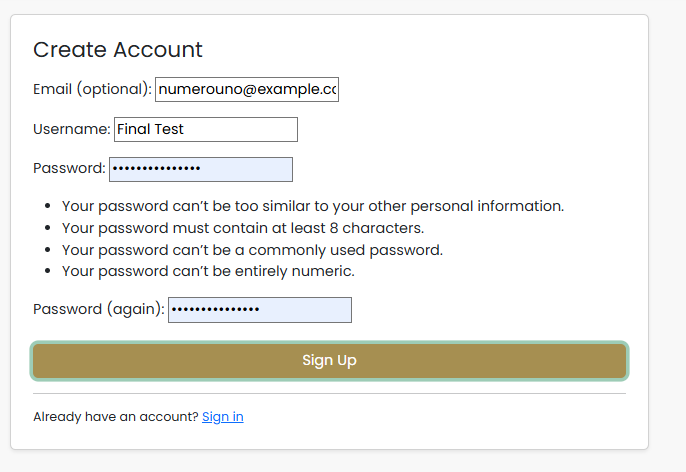 Create Account
Email (optional): numerouno@example.co
Username: Final Test
Password: •••••••••••••••
• Your password can’t be too similar to your other personal information.
• Your password must contain at least 8 characters.
• Your password can’t be a commonly used password.
• Your password can’t be entirely numeric.
Password (again): •••••••••••••••
Sign Up
Already have an account? Sign in